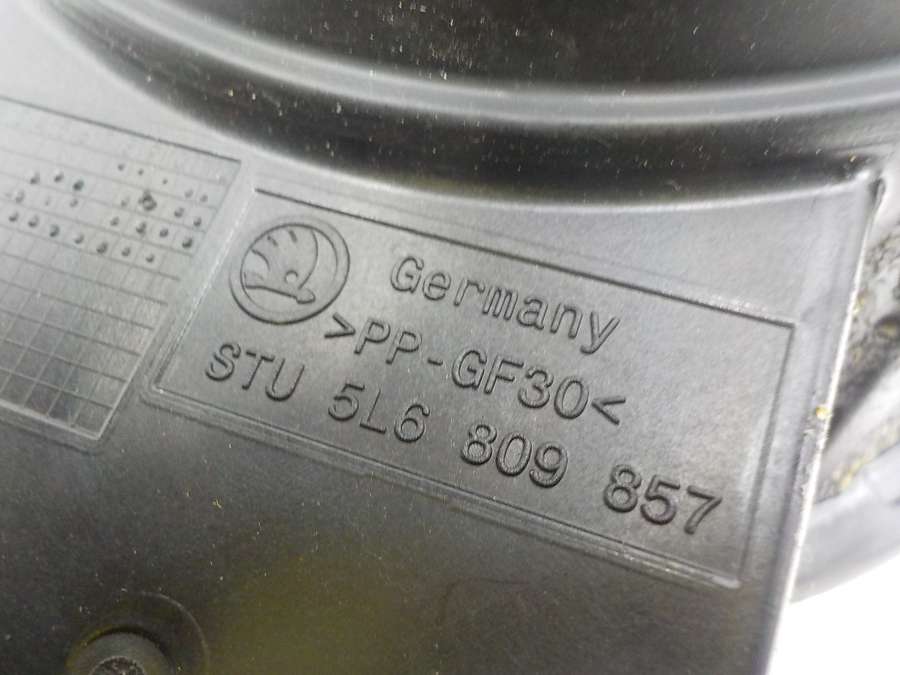 Germany
>PP-GF30<
STU 5L6 809 857